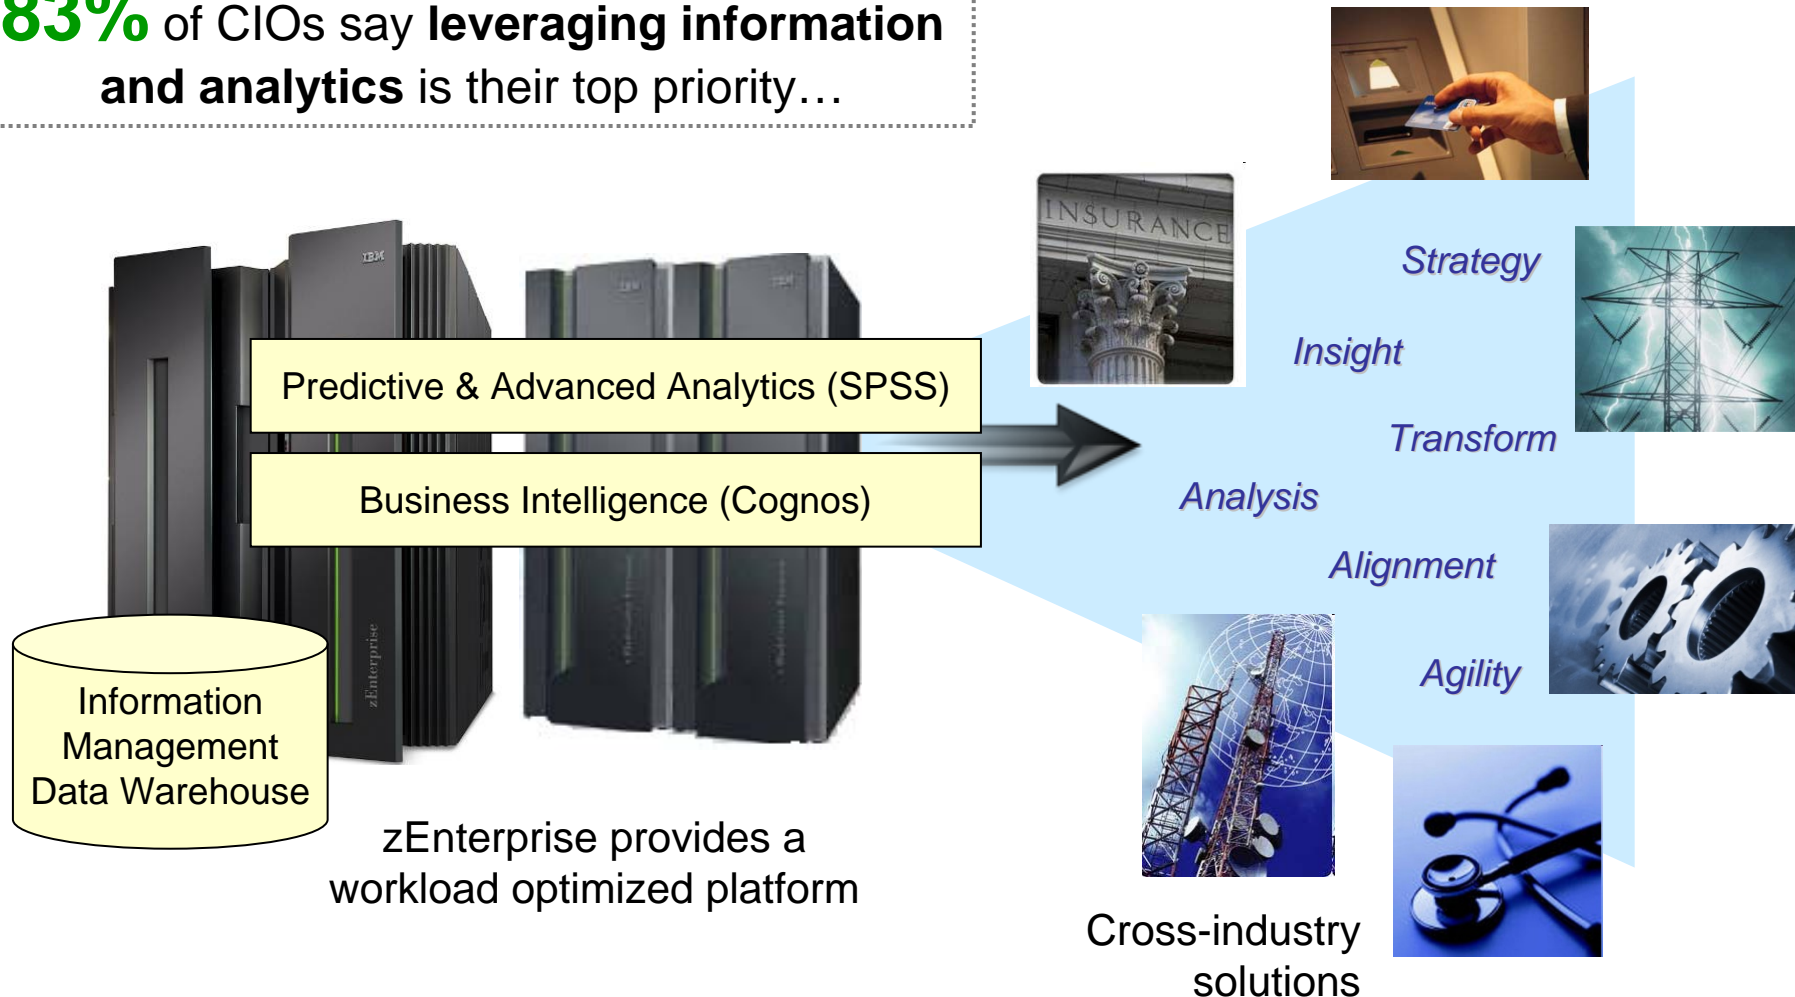 83% of CIOs say leveraging information
and analytics is their top priority…
INSURANCE
Strategy
IBM
Insight
Predictive & Advanced Analytics (SPSS)
Transform
Business Intelligence (Cognos)
Analysis
Alignment
zEnterprise
Agility
Information
Management
Data Warehouse
zEnterprise provides a
workload optimized platform
Cross-industry
solutions